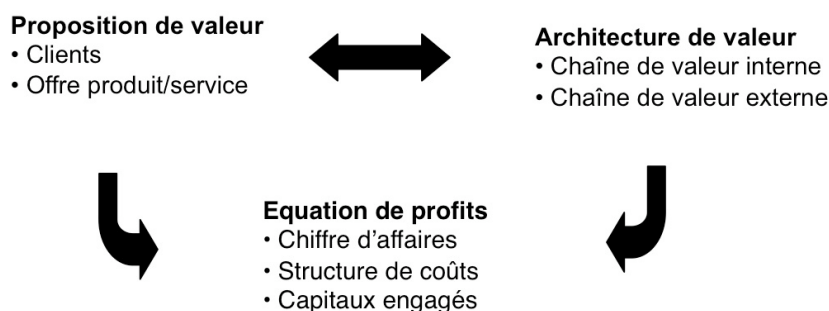 Proposition de valeur
• Clients
• Offre produit/service
Architecture de valeur
• Chaîne de valeur interne
• Chaîne de valeur externe
Equation de profits
• Chiffre d’affaires
• Structure de coûts
• Capitaux engagés